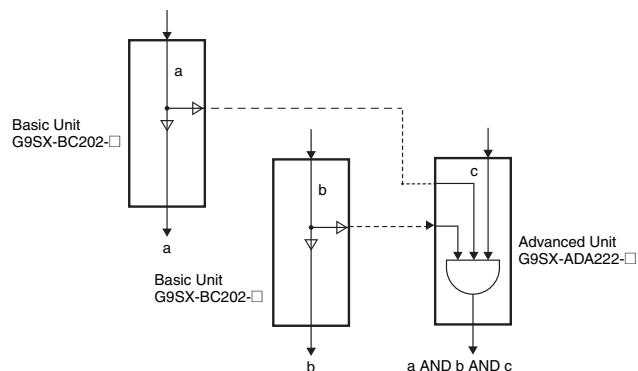 a
Basic Unit
G9SX-BC202-□
a
b
c
Basic Unit
G9SX-BC202-□
b
Advanced Unit
G9SX-ADA222-□
a AND b AND c